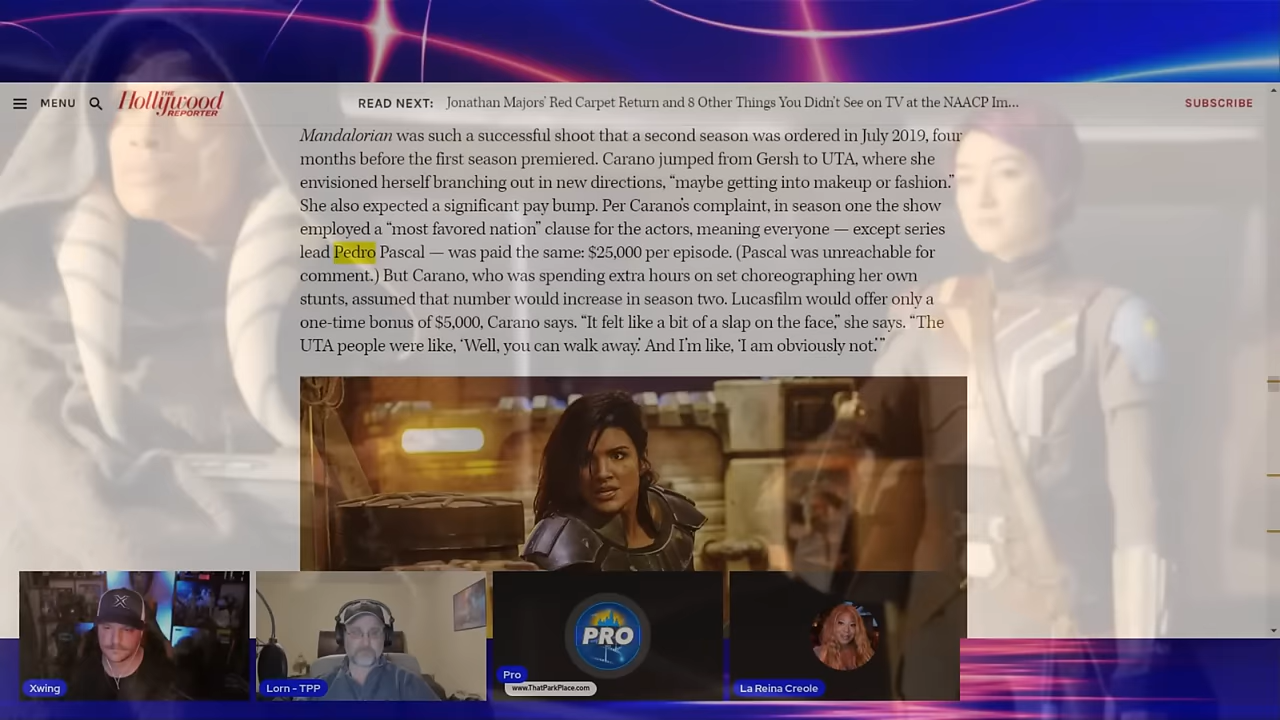 MENU
THE
Hollywood
REPORTER
READ NEXT: Jonathan Majors' Red Carpet Return and 8 Other Things You Didn't See on TV at the NAACP Im...
SUBSCRIBE
Mandalorian was such a successful shoot that a second season was ordered in July 2019, four
months before the first season premiered. Carano jumped from Gersh to UTA, where she
envisioned herself branching out in new directions, “maybe getting into makeup or fashion.”
She also expected a significant pay bump. Per Carano's complaint, in season one the show
employed a “most favored nation” clause for the actors, meaning everyone — except series
lead Pedro Pascal — was paid the same: $25,000 per episode. (Pascal was unreachable for
comment.) But Carano, who was spending extra hours on set choreographing her own
stunts, assumed that number would increase in season two. Lucasfilm would offer only a
one-time bonus of $5,000, Carano says. “It felt like a bit of a slap on the face,” she says. “The
UTA people were like, ‘Well, you can walk away.’ And I'm like, ‘I am obviously not.’”
PRO
Xwing
Lorn - TPP
Pro
www.ThatParkPlace.com
La Reina Creole